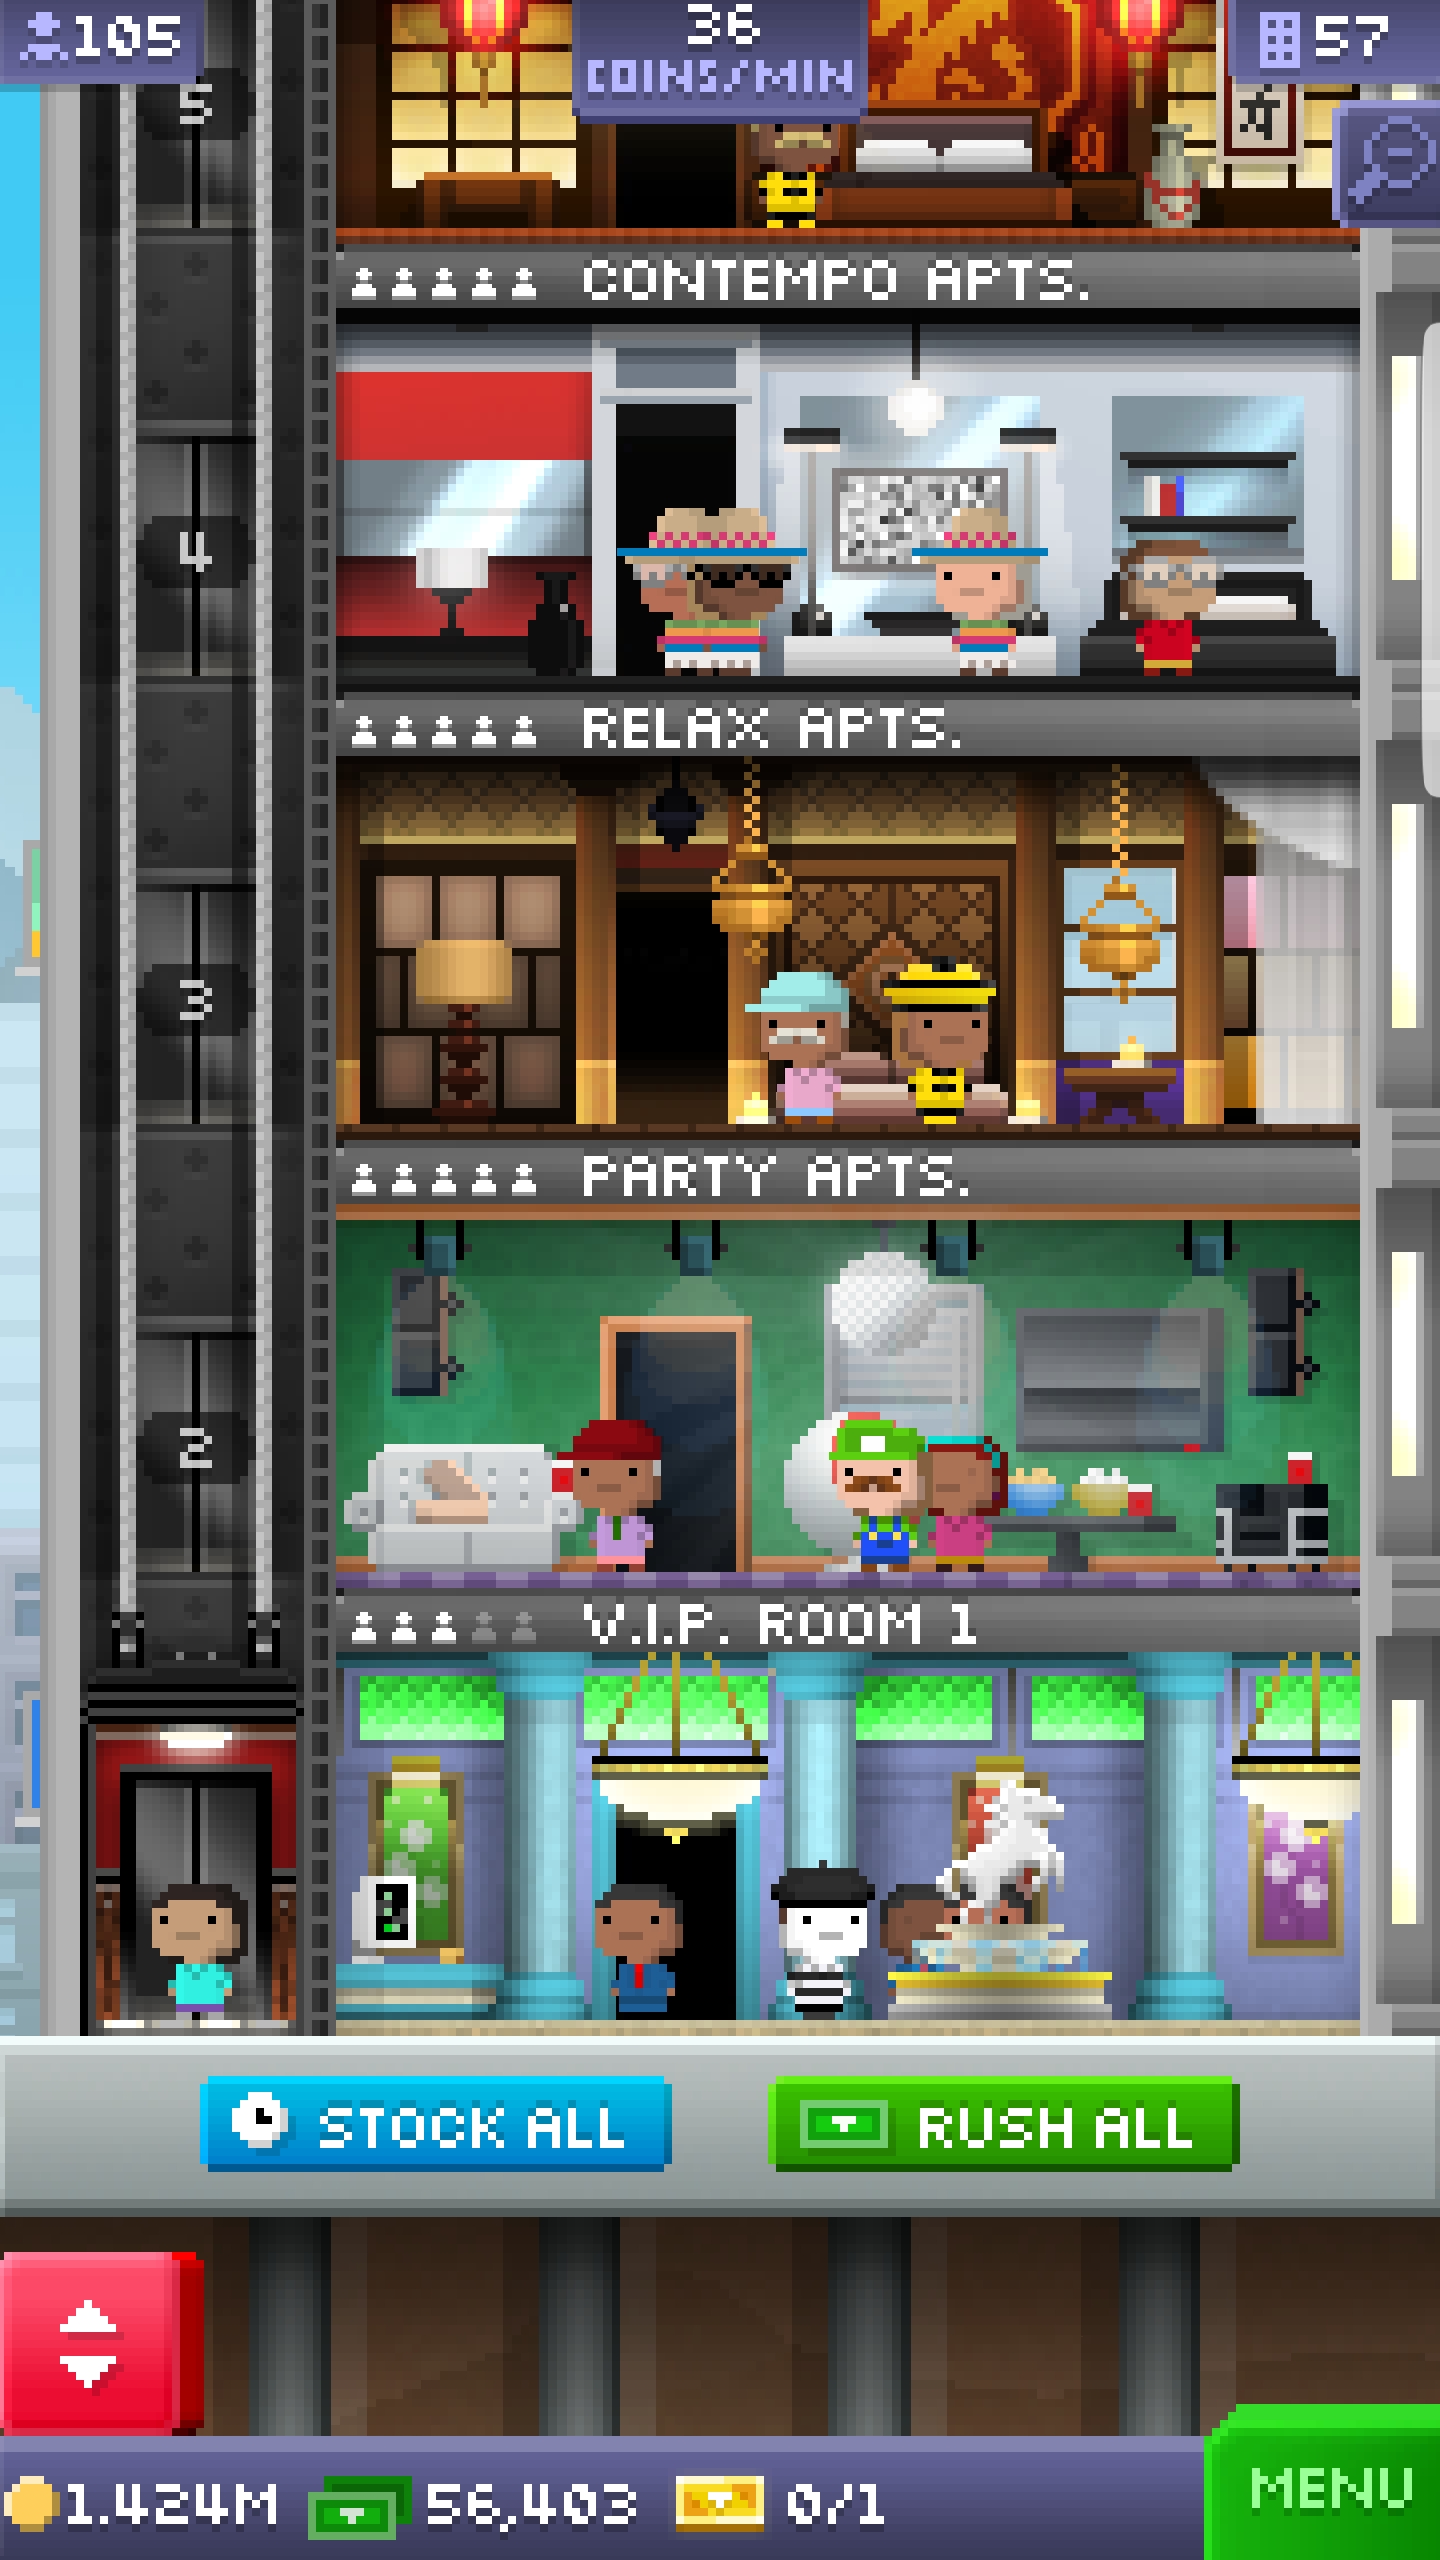 105
36
COINS/MIN
57
5
CONTEMPO APTS.
4
RELAX APTS.
3
PARTY APTS.
2
V.I.P. ROOM 1
STOCK ALL
RUSH ALL
1.424M
56,403
0/1
MENU